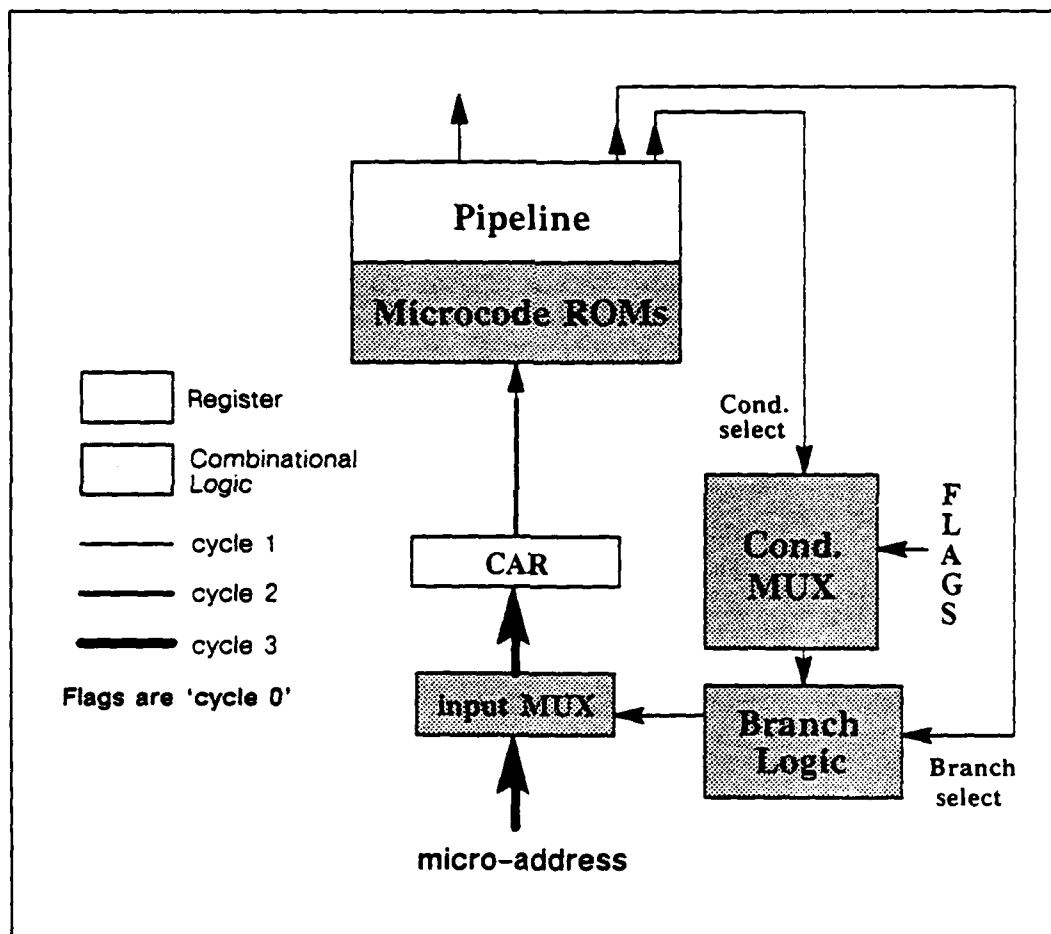 Pipeline
Microcode ROMs
Register
Combinational
Logic
cycle 1
cycle 2
cycle 3
Flags are 'cycle 0'
Cond.
select
FLAGS
Cond.
MUX
CAR
input MUX
Branch
Logic
Branch
select
micro-address